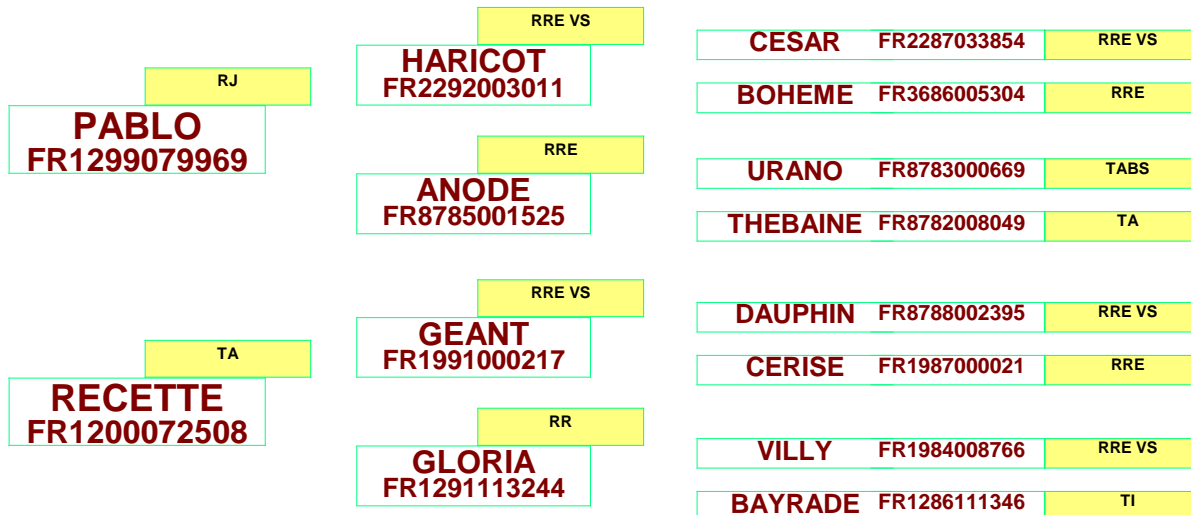 RJ
PABLO
FR1299079969
TA
RECETTE
FR1200072508
RRE VS
HARICOT
FR2292003011
RRE
ANODE
FR8785001525
RRE VS
GEANT
FR1991000217
RR
GLORIA
FR1291113244
CESAR FR2287033854 RRE VS
BOHEME FR3686005304 RRE
URANO FR8783000669 TABS
THEBAINE FR8782008049 TA
DAUPHIN FR8788002395 RRE VS
CERISE FR1987000021 RRE
VILLY FR1984008766 RRE VS
BAYRADE FR1286111346 TI